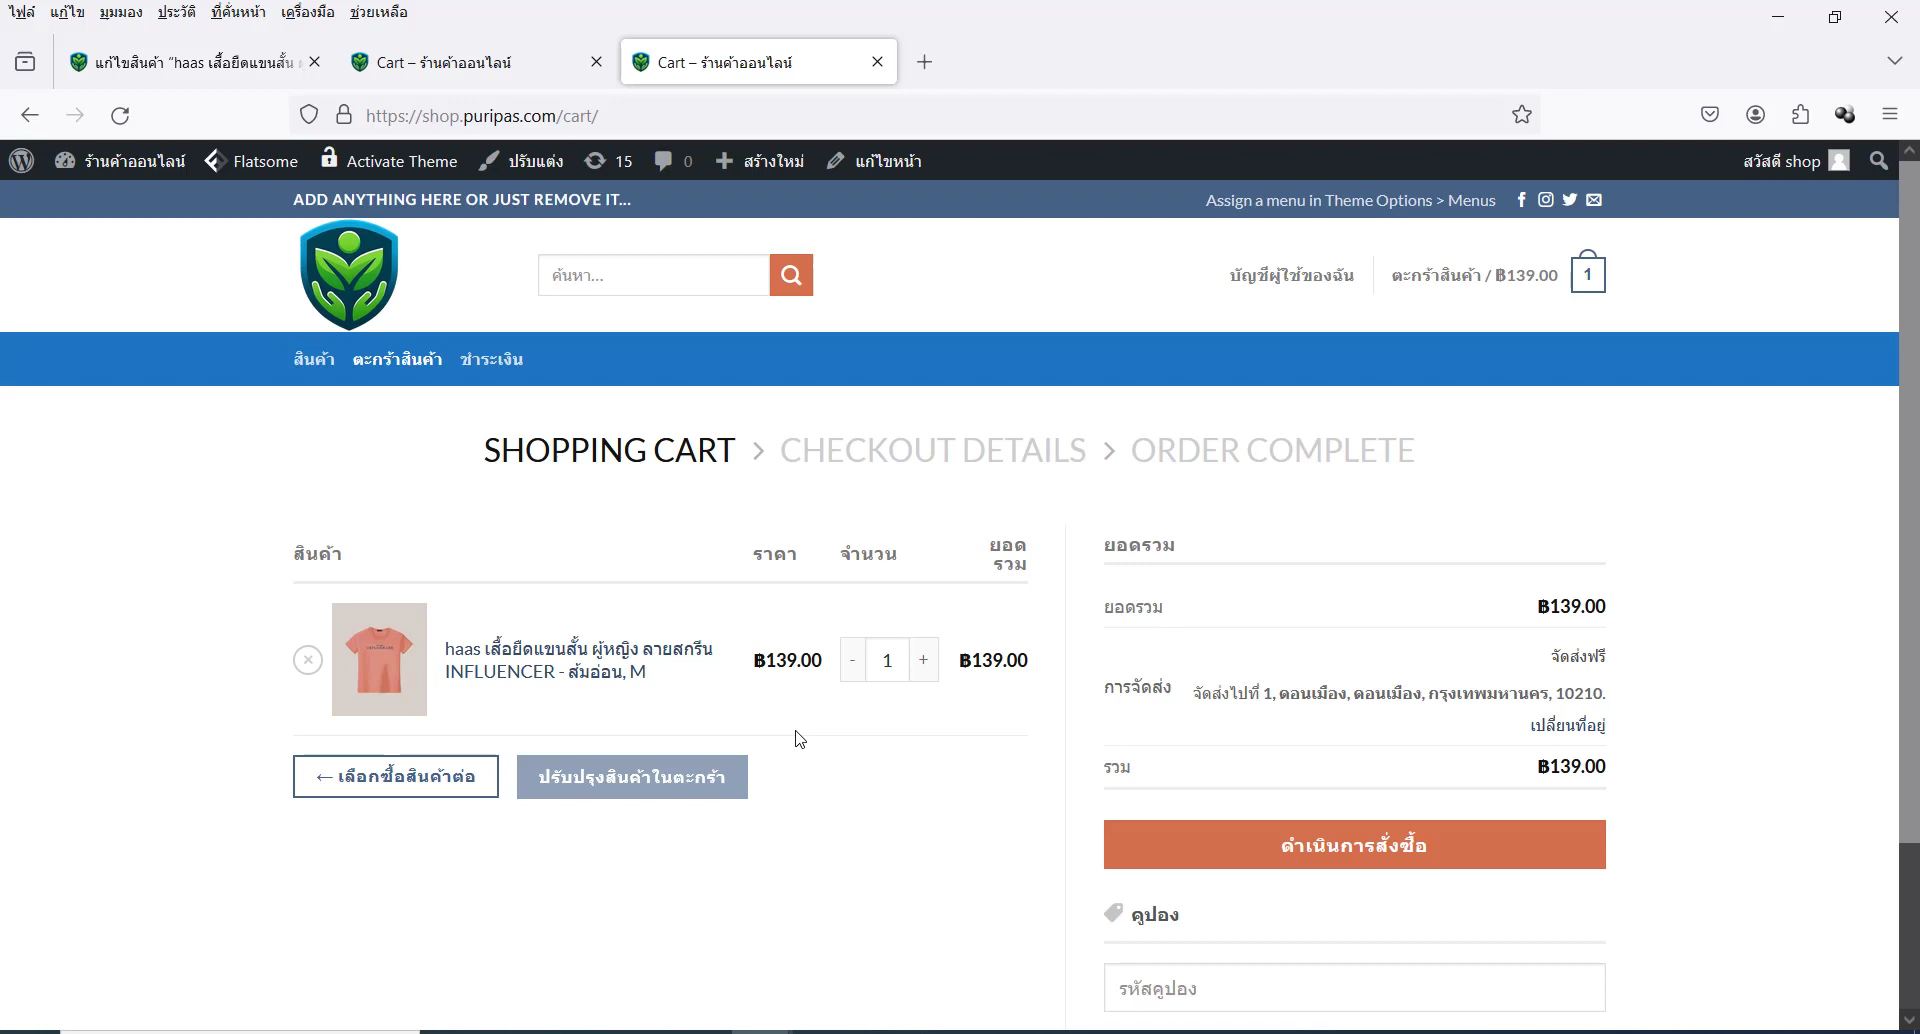 ไฟล์ แก้ไข มุมมอง ประวัติ ที่คั่นหน้า เครื่องมือ ช่วยเหลือ
แก้ไขสินค้า "haas เสื้อยืดแขนสั้น
Cart – ร้านค้าออนไลน์
Cart – ร้านค้าออนไลน์
https://shop.puripas.com/cart/
ร้านค้าออนไลน์ Flatsome Activate Theme ปรับแต่ง 15 0 สร้างใหม่ แก้ไขหน้า สวัสดี shop
ADD ANYTHING HERE OR JUST REMOVE IT...
Assign a menu in Theme Options > Menus
ค้นหา...
บัญชีผู้ใช้ของฉัน
ตะกร้าสินค้า / ฿139.00 1
สินค้า ตะกร้าสินค้า ชำระเงิน
SHOPPING CART > CHECKOUT DETAILS > ORDER COMPLETE
สินค้า ราคา จำนวน ยอด
รวม
haas เสื้อยืดแขนสั้น ผู้หญิง ลายสกรีน
INFLUENCER - ส้มอ่อน, M
฿139.00 - 1 + ฿139.00
← เลือกซื้อสินค้าต่อ
ปรับปรุงสินค้าในตะกร้า
ยอดรวม
ยอดรวม ฿139.00
การจัดส่ง
จัดส่งฟรี
จัดส่งไปที่ 1, ดอนเมือง, ดอนเมือง, กรุงเทพมหานคร, 10210.
เปลี่ยนที่อยู่
รวม ฿139.00
ดำเนินการสั่งซื้อ
คูปอง
รหัสคูปอง